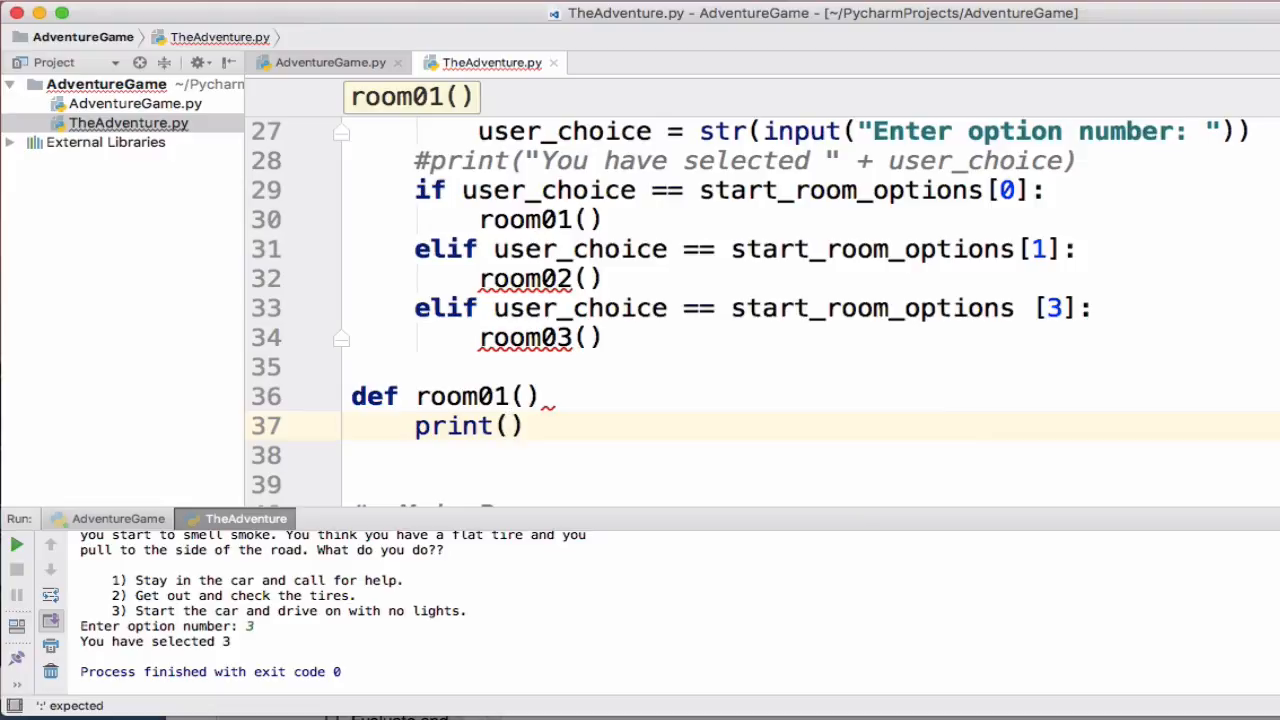 TheAdventure.py - AdventureGame - [~/PycharmProjects/AdventureGame]
AdventureGame TheAdventure.py
Project AdventureGame.py TheAdventure.py
AdventureGame ~/Pycharm
AdventureGame.py
TheAdventure.py
External Libraries
room01()
27 user_choice = str(input("Enter option number: "))
28 #print("You have selected " + user_choice)
29 if user_choice == start_room_options[0]:
30 room01()
31 elif user_choice == start_room_options[1]:
32 room02()
33 elif user_choice == start_room_options [3]:
34 room03()
35
36 def room01()
37 print()
38
39
Run: AdventureGame TheAdventure
you start to smell smoke. You think you have a flat tire and you
pull to the side of the road. What do you do??
1) Stay in the car and call for help.
2) Get out and check the tires.
3) Start the car and drive on with no lights.
Enter option number: 3
You have selected 3
Process finished with exit code 0
':' expected